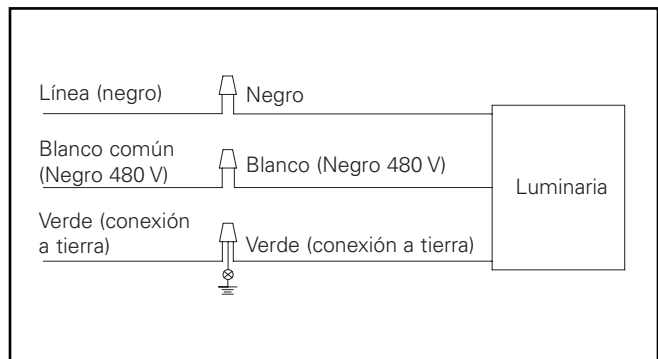 Línea (negro)
Negro
Blanco común
(Negro 480 V)
Blanco (Negro 480 V)
Luminaria
Verde (conexión
a tierra)
Verde (conexión a tierra)